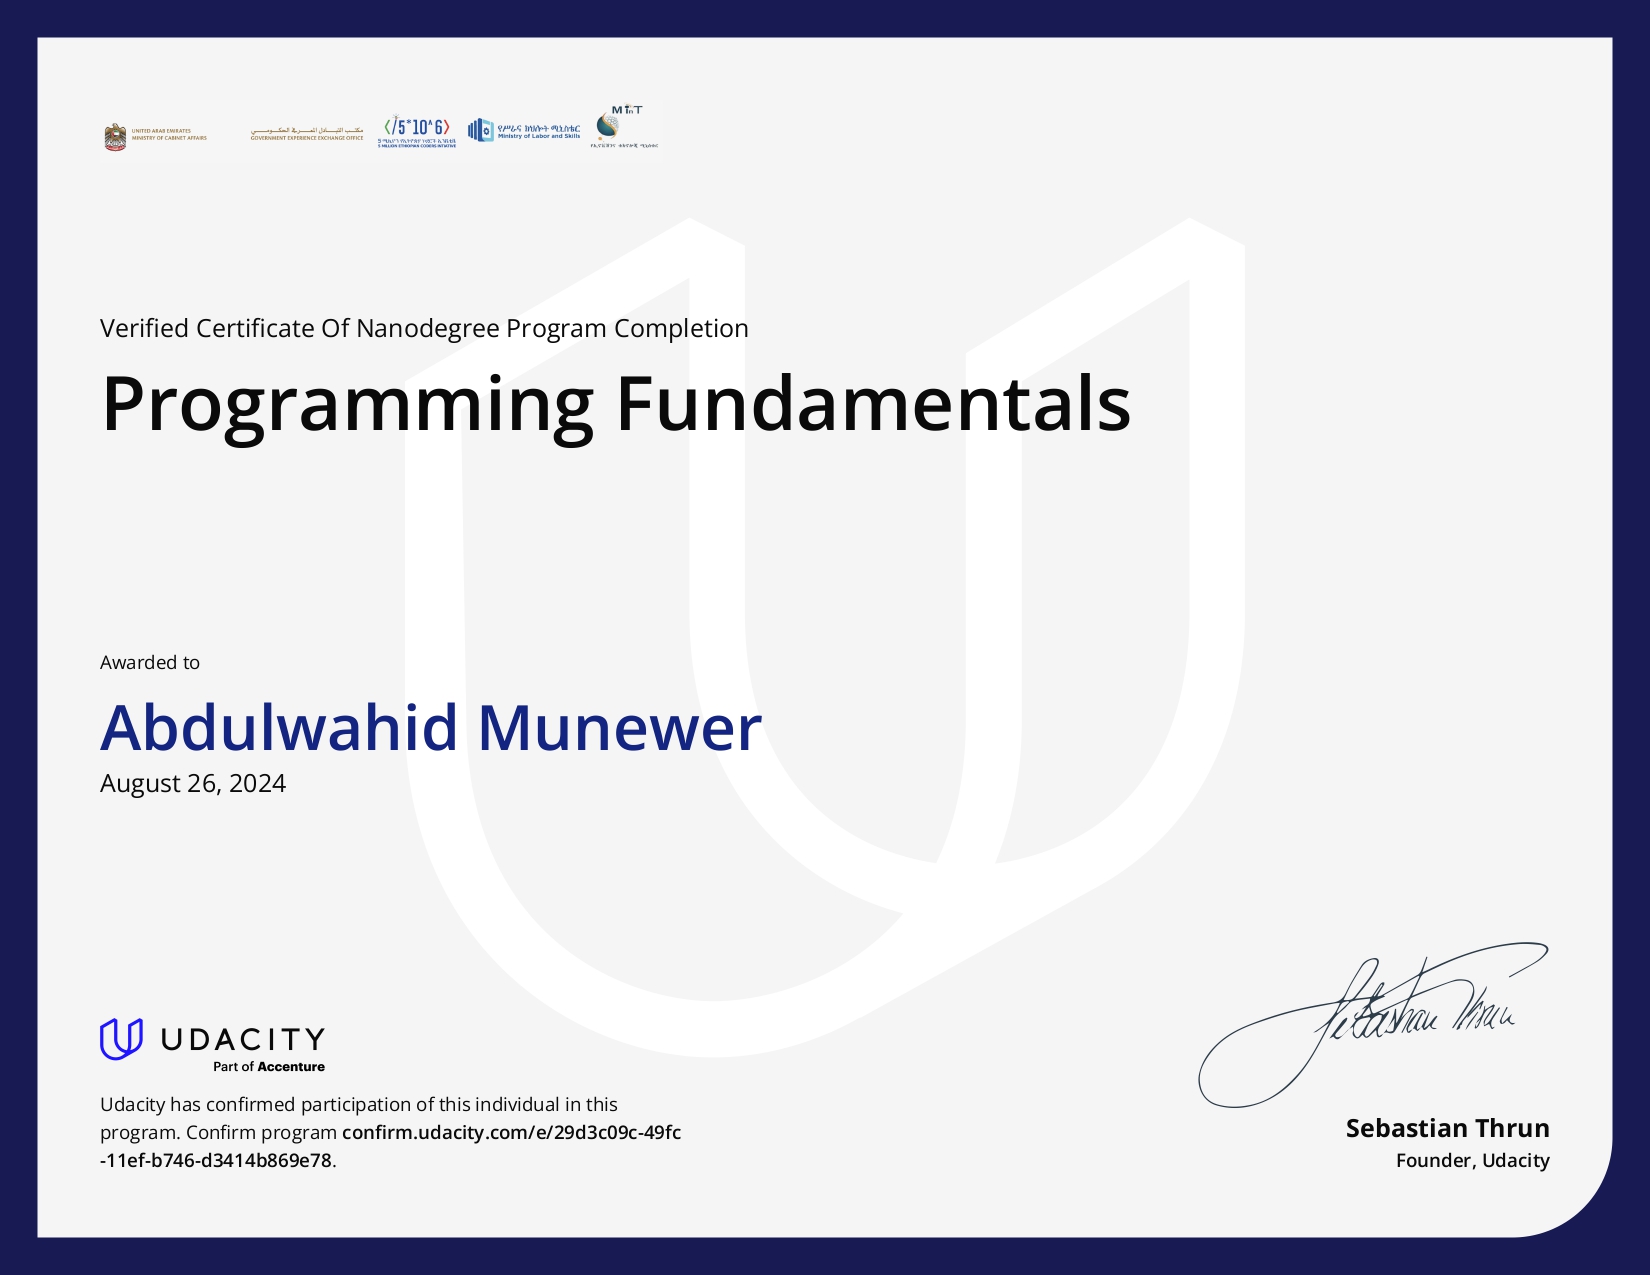 UNITED ARAB EMIRATES
MINISTRY OF CABINET AFFAIRS
مكتب التبادل المعرفي الحكومي
GOVERNMENT EXPERIENCE EXCHANGE OFFICE
</5*10^6>
5 MILLION ETHIOPIAN CODERS INITIATIVE
የሥራና ክህሎት ሚኒስቴር
Ministry of Labor and Skills
MinT
Verified Certificate Of Nanodegree Program Completion
Programming Fundamentals
Awarded to
Abdulwahid Munewer
August 26, 2024
UDACITY
Part of Accenture
Udacity has confirmed participation of this individual in this
program. Confirm program confirm.udacity.com/e/29d3c09c-49fc
-11ef-b746-d3414b869e78.
Sebastian Thrun
Sebastian Thrun
Founder, Udacity